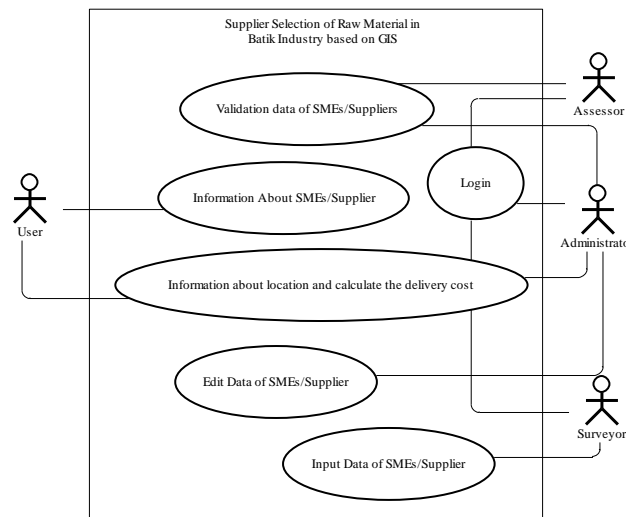 Supplier Selection of Raw Material in
Batik Industry based on GIS
Assessor
Validation data of SMEs/Suppliers
Login
Information About SMEs/Supplier
User
Administrato
Information about location and calculate the delivery cost
Edit Data of SMEs/Supplier
Surveyor
Input Data of SMEs/Supplier